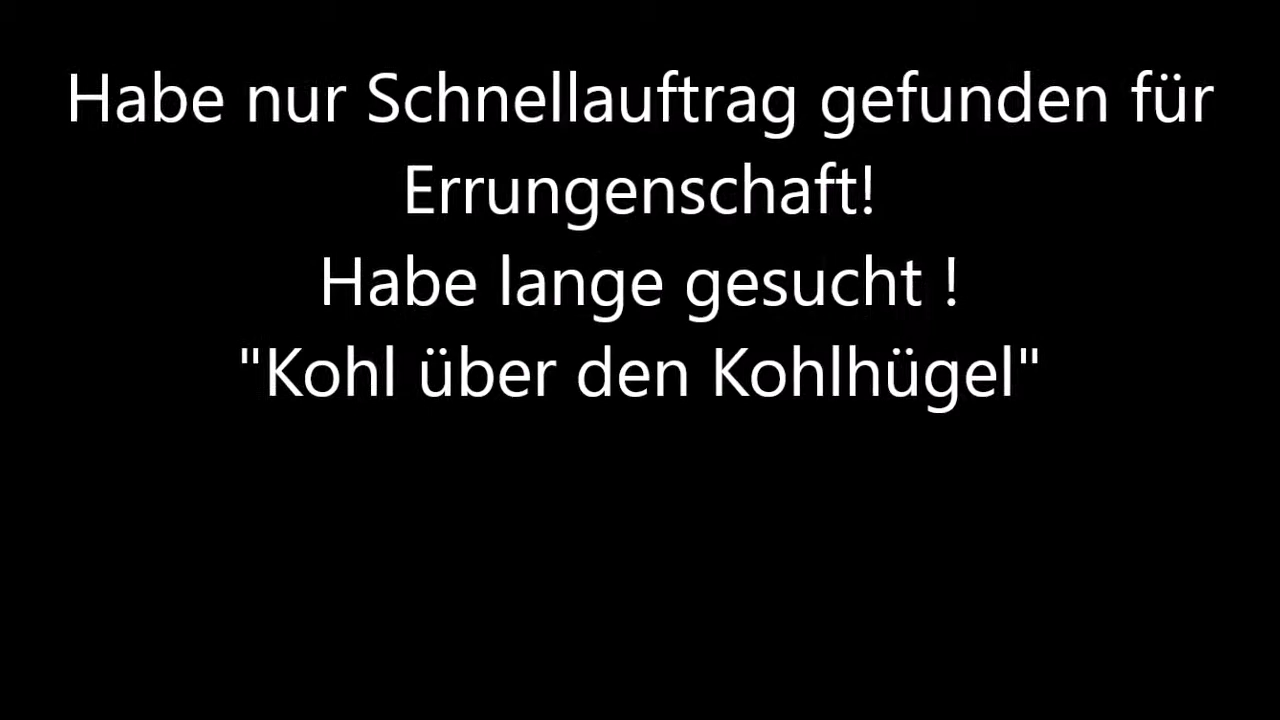 Habe nur Schnellauftrag gefunden für
Errungenschaft!
Habe lange gesucht !
"Kohl über den Kohlhügel"